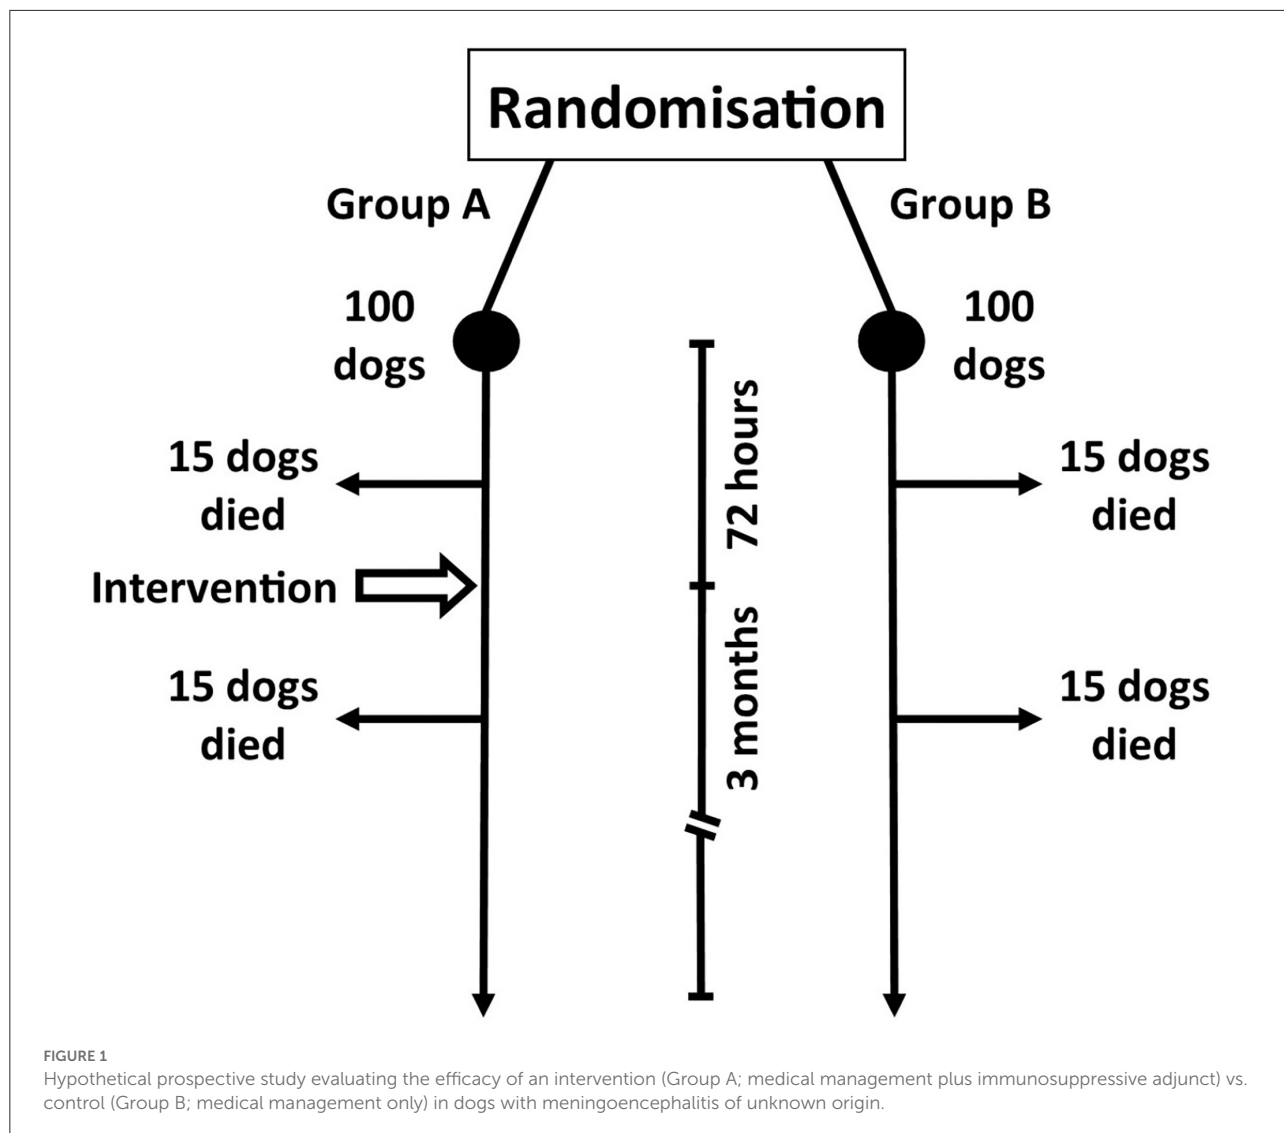 Randomisation
Group A
Group B
100
dogs
100
dogs
72 hours
15 dogs
died
15 dogs
died
Intervention
3 months
15 dogs
died
15 dogs
died
FIGURE 1
Hypothetical prospective study evaluating the efficacy of an intervention (Group A; medical management plus immunosuppressive adjunct) vs.
control (Group B; medical management only) in dogs with meningoencephalitis of unknown origin.